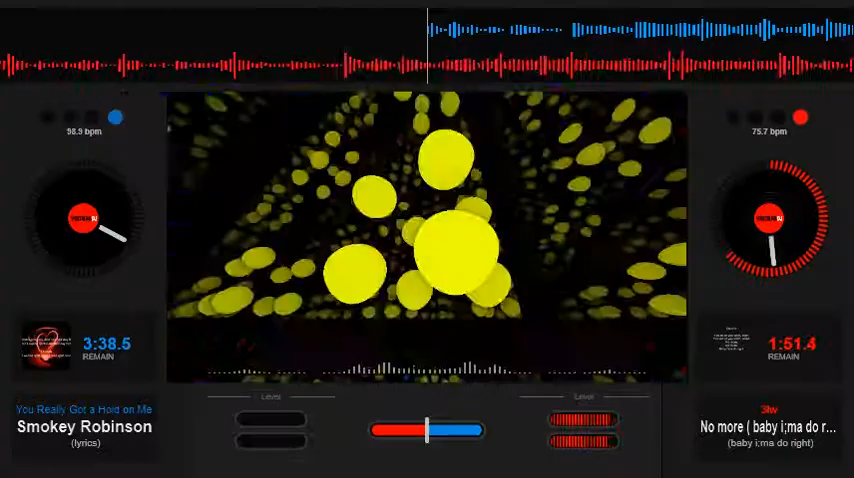 98.9 bpm
75.7 bpm
3:38.5
REMAIN
1:51.4
REMAIN
You Really Got a Hold on Me
Smokey Robinson
(lyrics)
Level
Level
3lw
No more ( baby i;ma do r...
(baby i;ma do right)